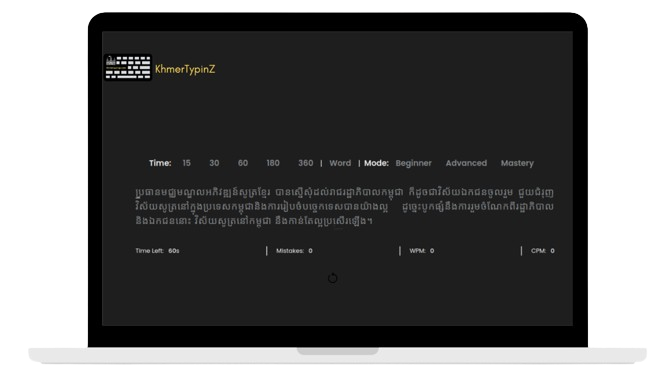 KhmerTypinZ
Time: 15 30 60 180 360 | Word | Mode: Beginner Advanced Mastery
ប្រធានមជ្ឈមណ្ឌលអភិវឌ្ឍន៍សូត្រខ្មែរ បានស្នើសុំដល់រាជរដ្ឋាភិបាលកម្ពុជា ក៏ដូចជាវិស័យឯកជនចូលរួម ជួយជំរុញ
វិស័យសូត្រនៅក្នុងប្រទេសកម្ពុជានិងការរៀបចំបច្ចេកទេសបានយ៉ាងល្អ ដូច្នេះបូកផ្សំនឹងការរួមចំណែកពីរដ្ឋាភិបាល
និងឯកជននោះ វិស័យសូត្រនៅកម្ពុជា នឹងកាន់តែល្អប្រសើរឡើង។
Time Left: 60s | Mistakes: 0 | WPM: 0 | CPM: 0